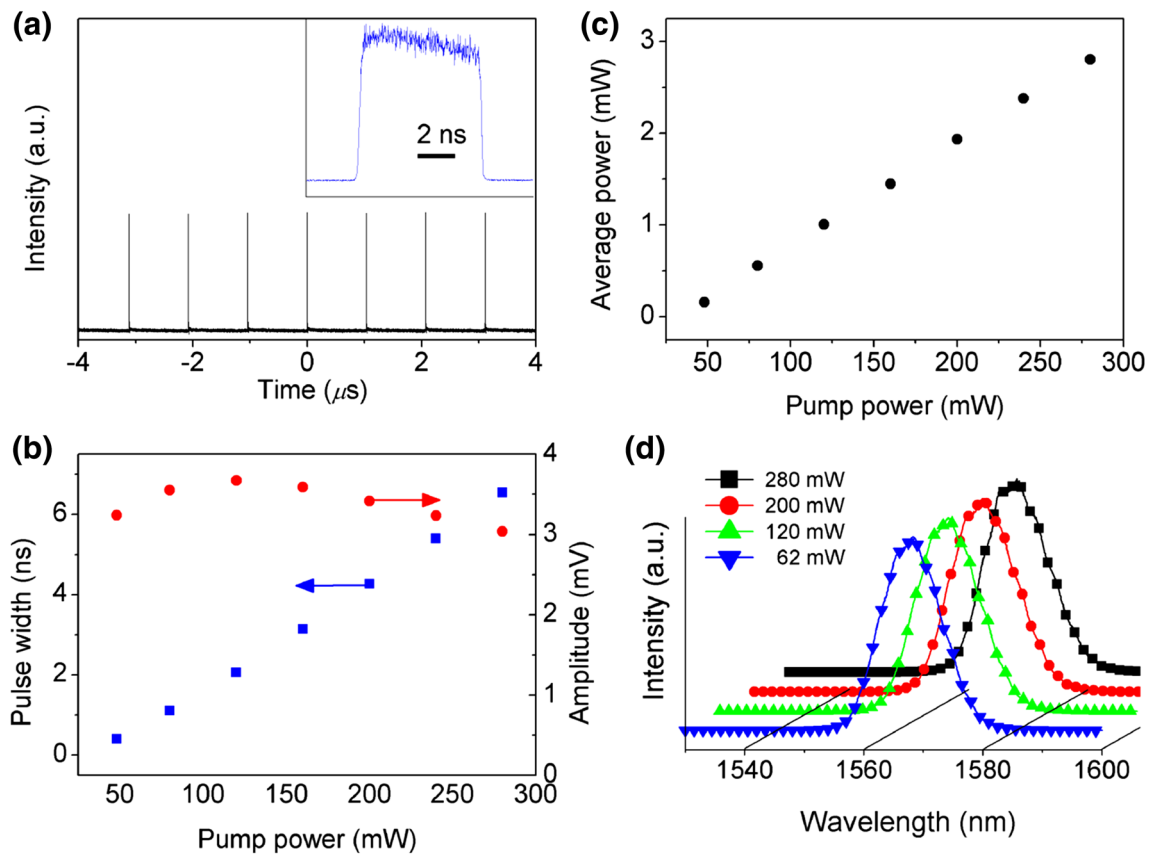 (a)
Intensity (a.u.)
2 ns
-4 -2 0 2 4
Time (μs)
(c)
Average power (mW)
3
2
1
0
50 100 150 200 250 300
Pump power (mW)
(b)
Pulse width (ns)
6
4
2
0
4
3
2
1
0
Amplitude (mV)
50 100 150 200 250 300
Pump power (mW)
(d)
280 mW
200 mW
120 mW
62 mW
Intensity (a.u.)
1540 1560 1580 1600
Wavelength (nm)